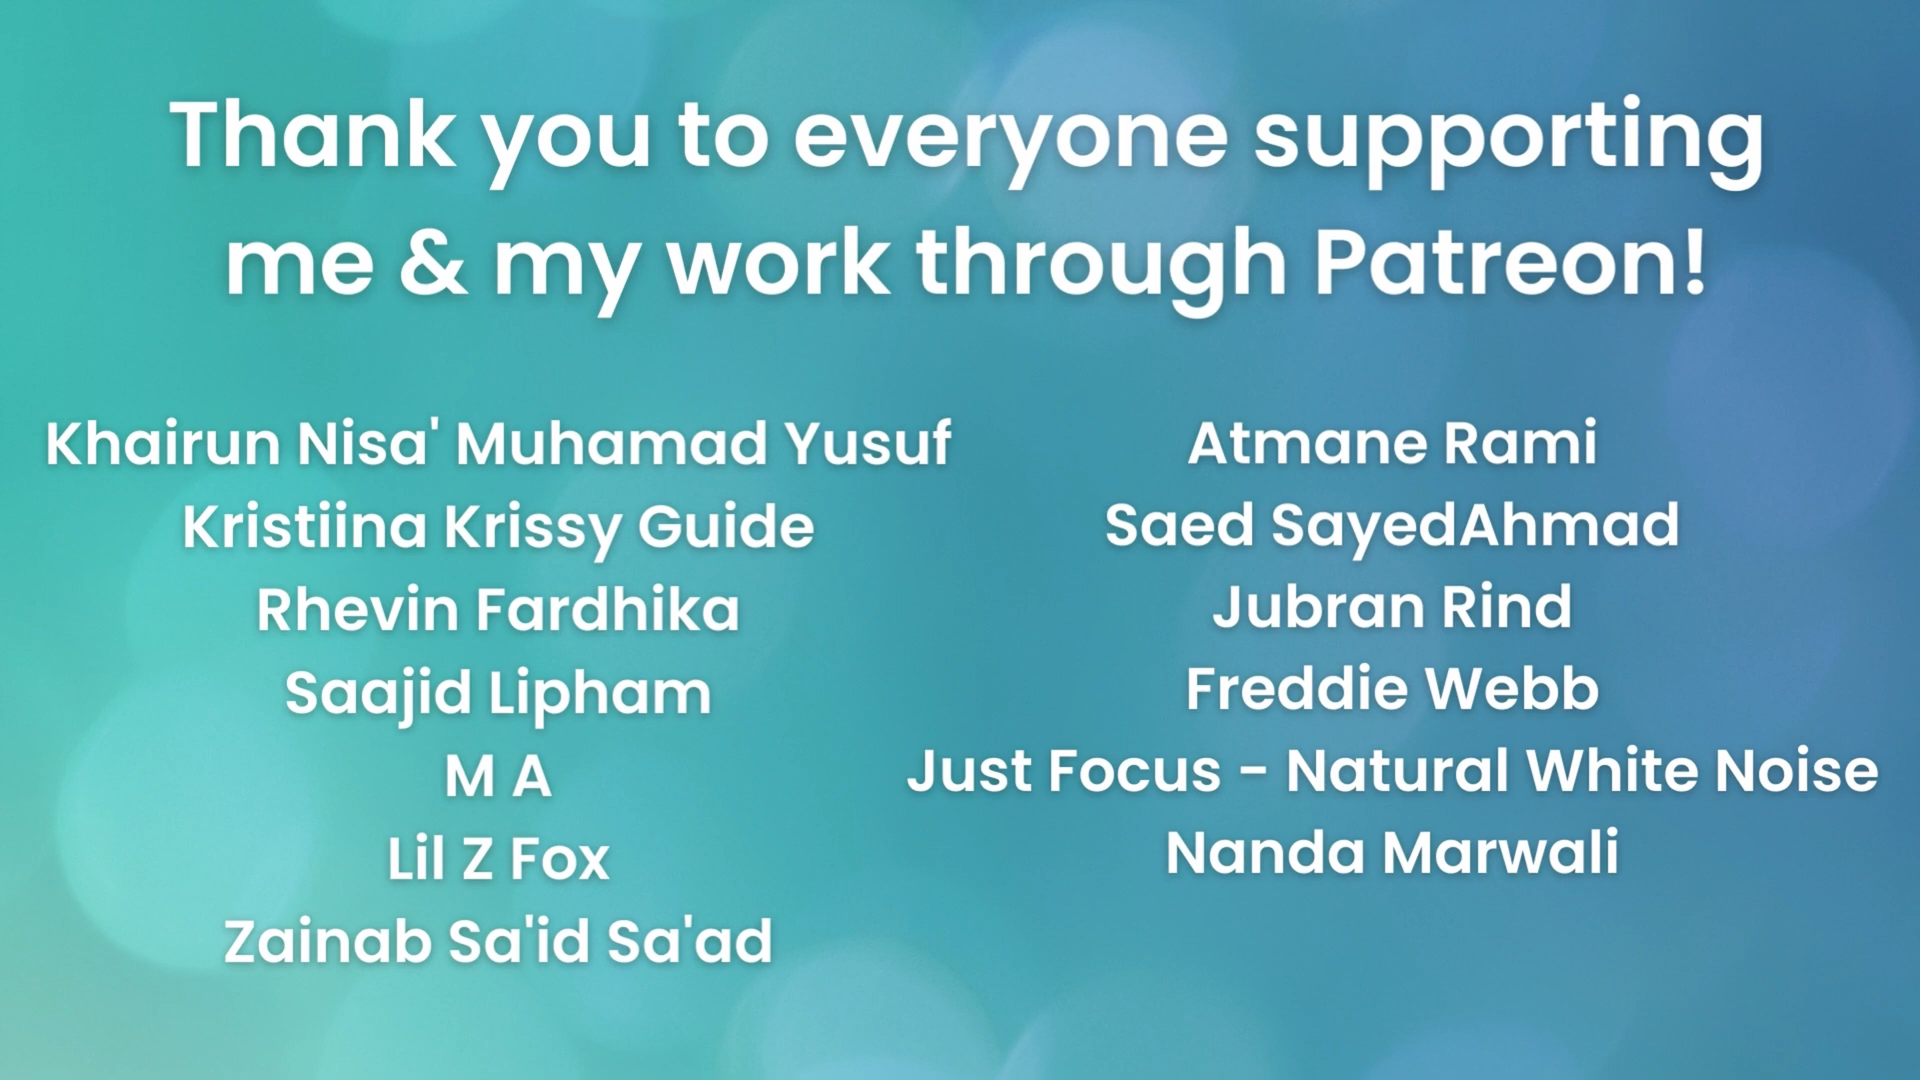 Thank you to everyone supporting
me & my work through Patreon!
Khairun Nisa' Muhamad Yusuf
Kristiina Krissy Guide
Rhevin Fardhika
Saajid Lipham
M A
Lil Z Fox
Zainab Sa'id Sa'ad
Atmane Rami
Saed SayedAhmad
Jubran Rind
Freddie Webb
Just Focus - Natural White Noise
Nanda Marwali